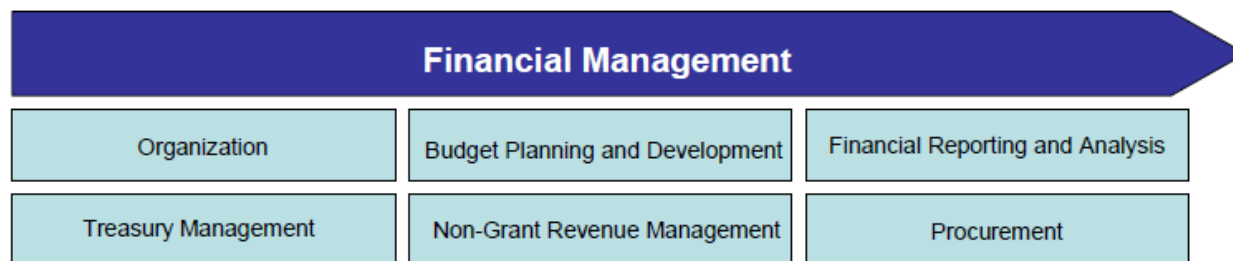 Financial Management
Organization
Budget Planning and Development
Financial Reporting and Analysis
Treasury Management
Non-Grant Revenue Management
Procurement